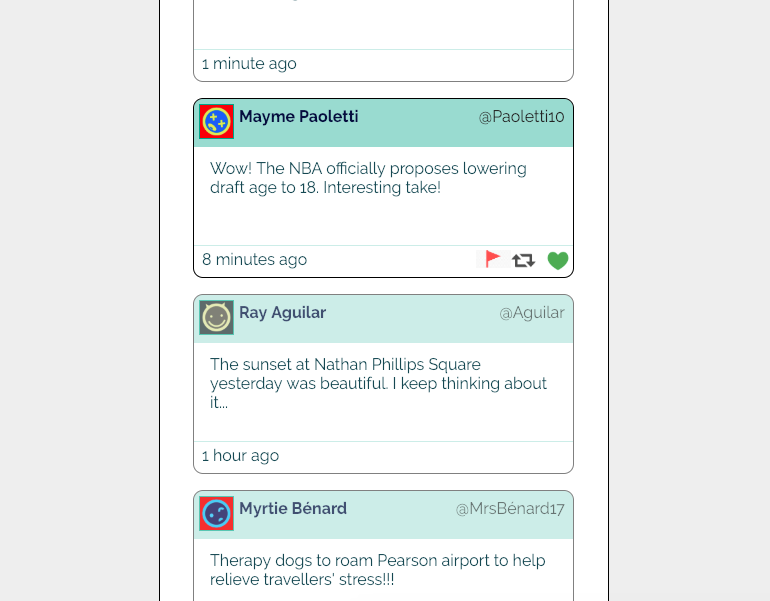 1 minute ago
Mayme Paoletti @Paoletti10
Wow! The NBA officially proposes lowering
draft age to 18. Interesting take!
8 minutes ago
Ray Aguilar @Aguilar
The sunset at Nathan Phillips Square
yesterday was beautiful. I keep thinking about
it...
1 hour ago
Myrtie Bénard @MrsBénard17
Therapy dogs to roam Pearson airport to help
relieve travellers' stress!!!